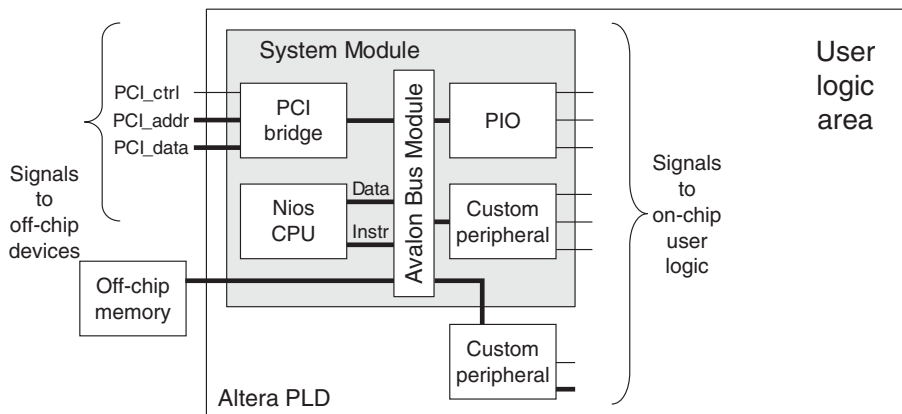 System Module
User
logic
area
PCI_ctrl
PCI_addr
PCI_data
PCI
bridge
Avalon Bus Module
PIO
Signals
to
off-chip
devices
Data
Instr
Nios
CPU
Custom
peripheral
Signals
to
on-chip
user
logic
Off-chip
memory
Custom
peripheral
Altera PLD